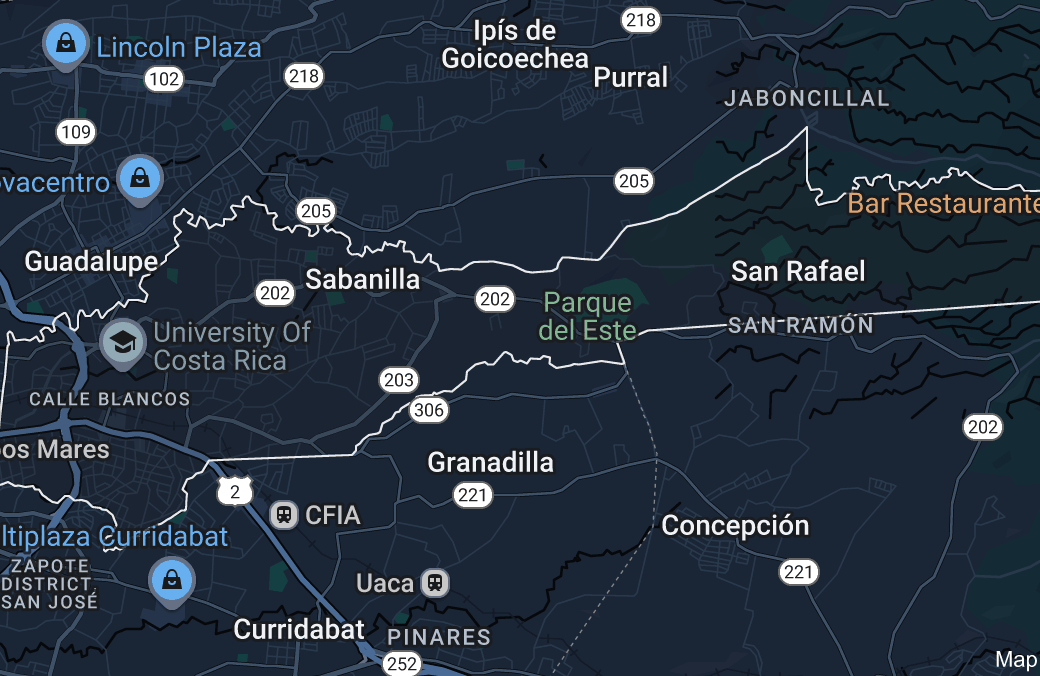 Ipís de
Goicoechea
218
Lincoln Plaza
102
218
Purral
JABONCILLAL
109
ovacentro
205
205
Bar Restaurante
Guadalupe
Sabanilla
San Rafael
202
202
Parque
del Este
University Of
Costa Rica
SAN RAMÓN
203
CALLE BLANCOS
306
202
os Mares
Granadilla
2
221
CFIA
Concepción
ltiplaza Curridabat
ZAPOTE
DISTRICT,
SAN JOSÉ
Uaca
221
Curridabat
PINARES
252
Map